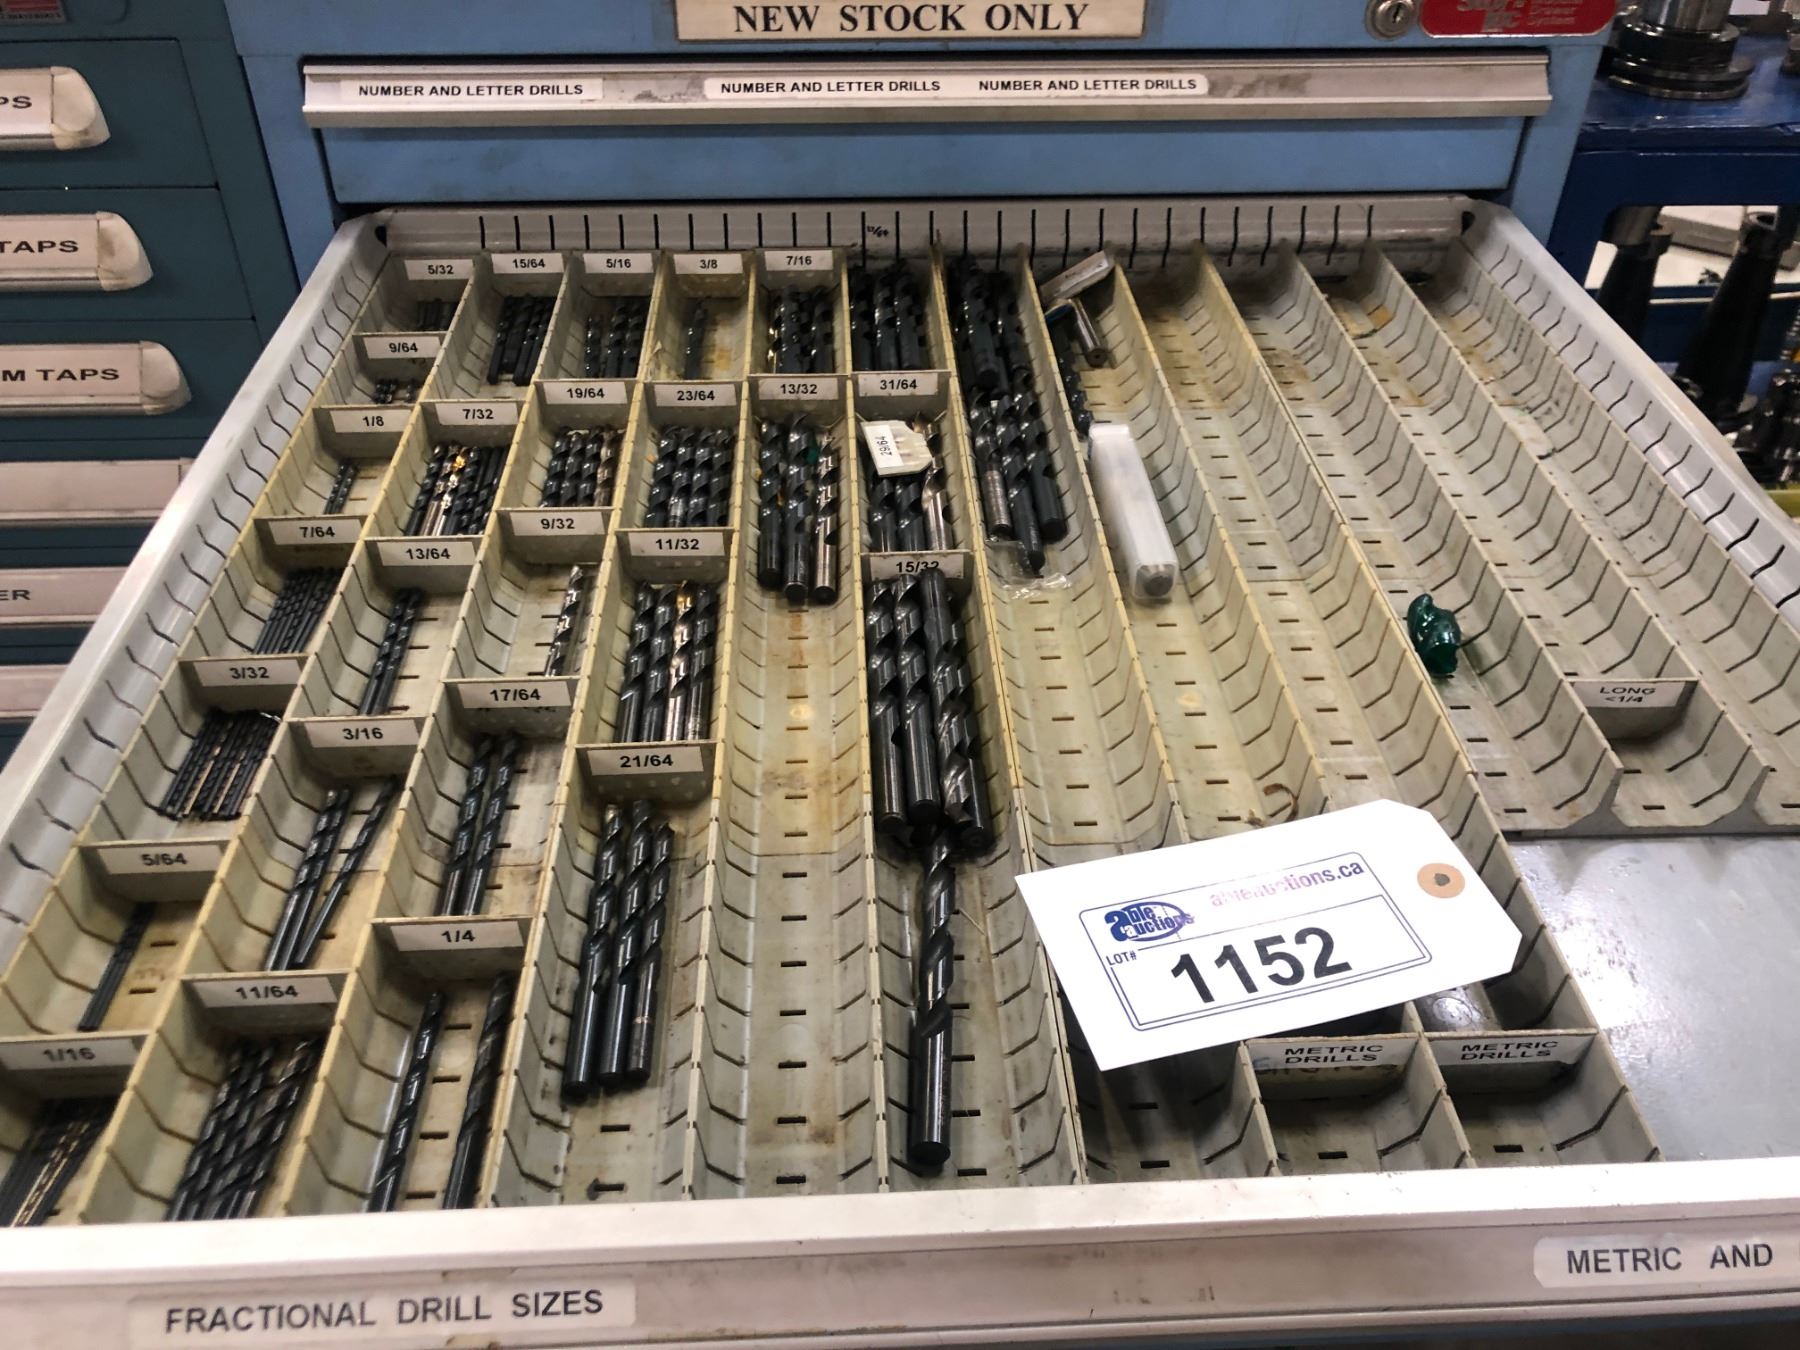 NEW STOCK ONLY
NUMBER AND LETTER DRILLS
NUMBER AND LETTER DRILLS
NUMBER AND LETTER DRILLS
TAPS
M TAPS
5/32
15/64
5/16
3/8
7/16
9/64
19/64
23/64
13/32
31/64
1/8
7/32
29/64
7/64
13/64
9/32
11/32
15/32
3/32
17/64
LONG
<1/4
3/16
21/64
5/64
1/4
11/64
1/16
ableauctions.ca
able auctions
LOT#
1152
METRIC DRILLS
METRIC DRILLS
FRACTIONAL DRILL SIZES
METRIC AND